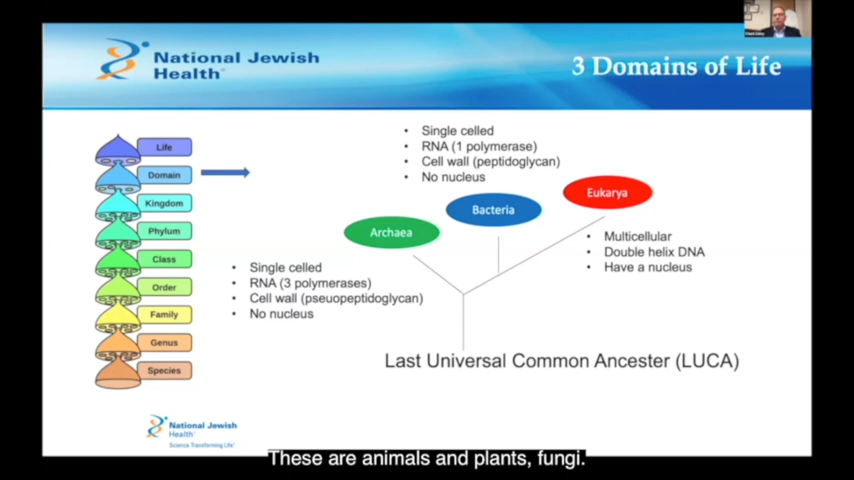 National Jewish
Health®
3 Domains of Life
Life
Domain
Kingdom
Phylum
Class
Order
Family
Genus
Species
• Single celled
• RNA (1 polymerase)
• Cell wall (peptidoglycan)
• No nucleus
Eukarya
Bacteria
Archaea
• Multicellular
• Double helix DNA
• Have a nucleus
• Single celled
• RNA (3 polymerases)
• Cell wall (pseuopeptidoglycan)
• No nucleus
Last Universal Common Ancester (LUCA)
National Jewish
Health®
Science Transforming Life®
These are animals and plants, fungi.